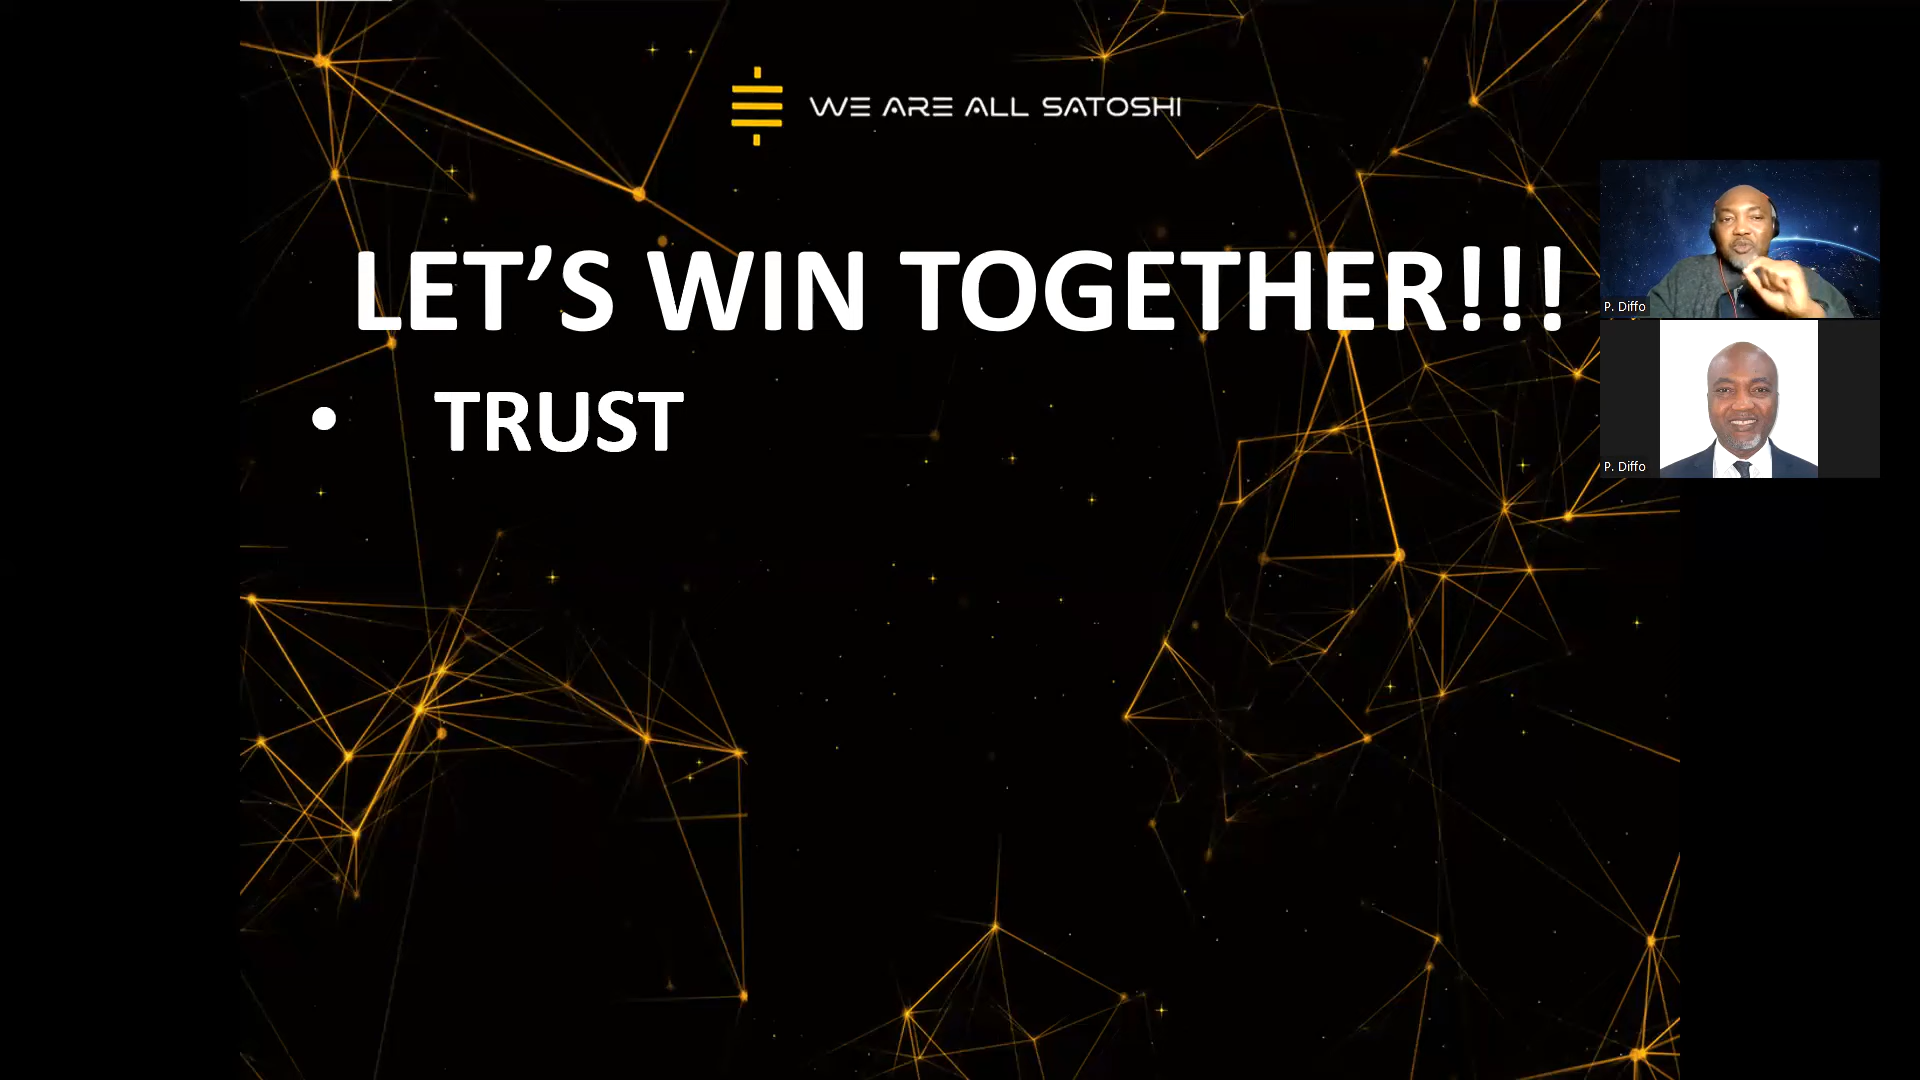 WE ARE ALL SATOSHI
LET’S WIN TOGETHER!!!
• TRUST
P. Diffo
P. Diffo